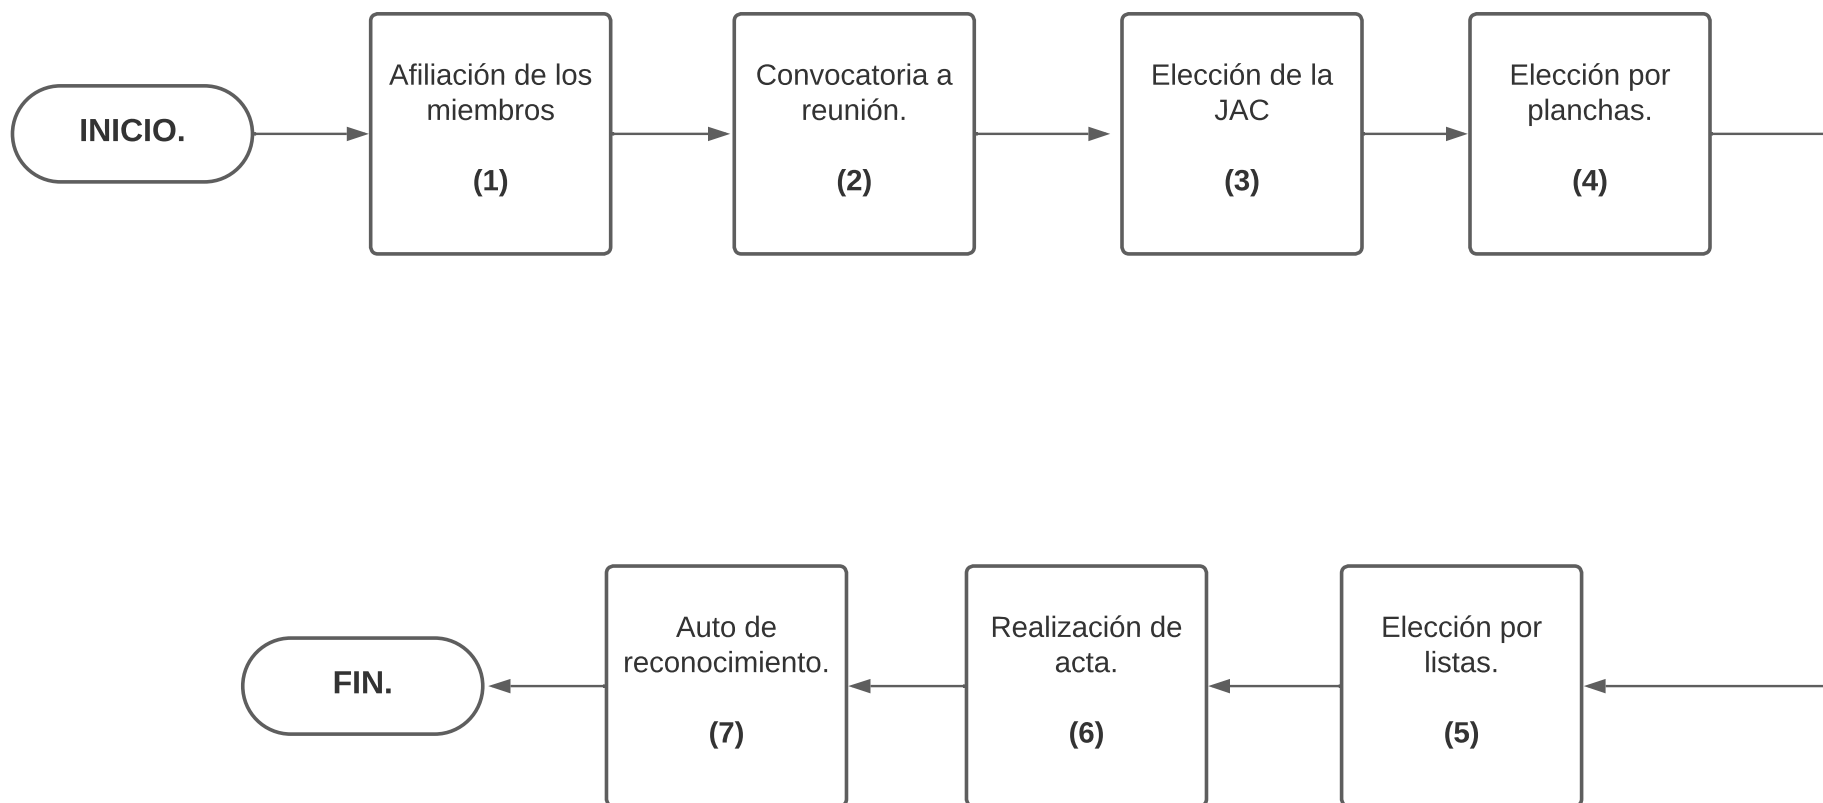 INICIO.
Afiliación de los
miembros
(1)
Convocatoria a
reunión.
(2)
Elección de la
JAC
(3)
Elección por
planchas.
(4)
Elección por
listas.
(5)
Realización de
acta.
(6)
Auto de
reconocimiento.
(7)
FIN.